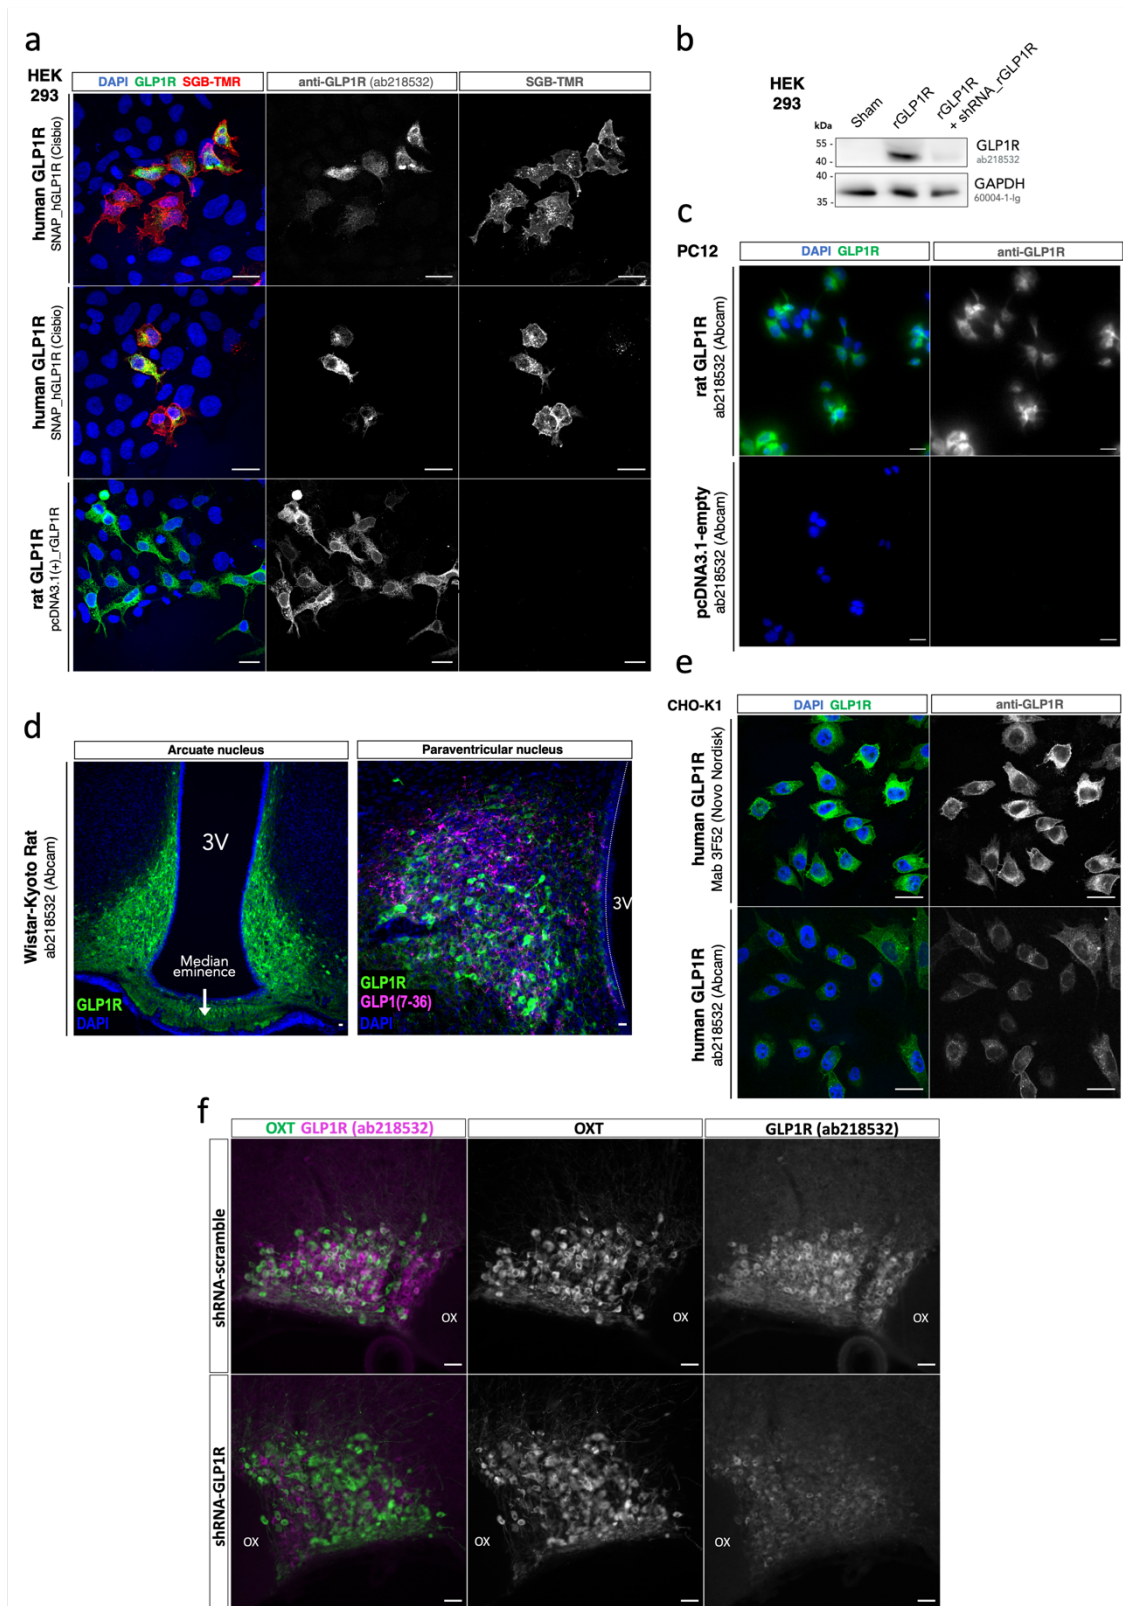 a
HEK
293
DAPI GLP1R SGB-TMR
anti-GLP1R (ab218532)
SGB-TMR
human GLP1R
SNAP_hGLP1R (Cisbio)
human GLP1R
SNAP_hGLP1R (Cisbio)
rat GLP1R
pcDNA3.1(+)_rGLP1R
b
HEK
293
Sham
rGLP1R
rGLP1R
+ shRNA_rGLP1R
kDa
55 -
40 -
40 -
35 -
GLP1R
ab218532
GAPDH
60004-1-Ig
c
PC12
DAPI GLP1R
anti-GLP1R
rat GLP1R
ab218532 (Abcam)
pcDNA3.1-empty
ab218532 (Abcam)
d
Arcuate nucleus
Paraventricular nucleus
Wistar-Kyoto Rat
ab218532 (Abcam)
3V
Median
eminence
GLP1R
DAPI
3V
GLP1R
GLP1(7-36)
DAPI
e
CHO-K1
DAPI GLP1R
anti-GLP1R
human GLP1R
Mab 3F52 (Novo Nordisk)
human GLP1R
ab218532 (Abcam)
f
OXT GLP1R (ab218532)
OXT
GLP1R (ab218532)
shRNA-scramble
OX
OX
OX
shRNA-GLP1R
OX
OX
OX